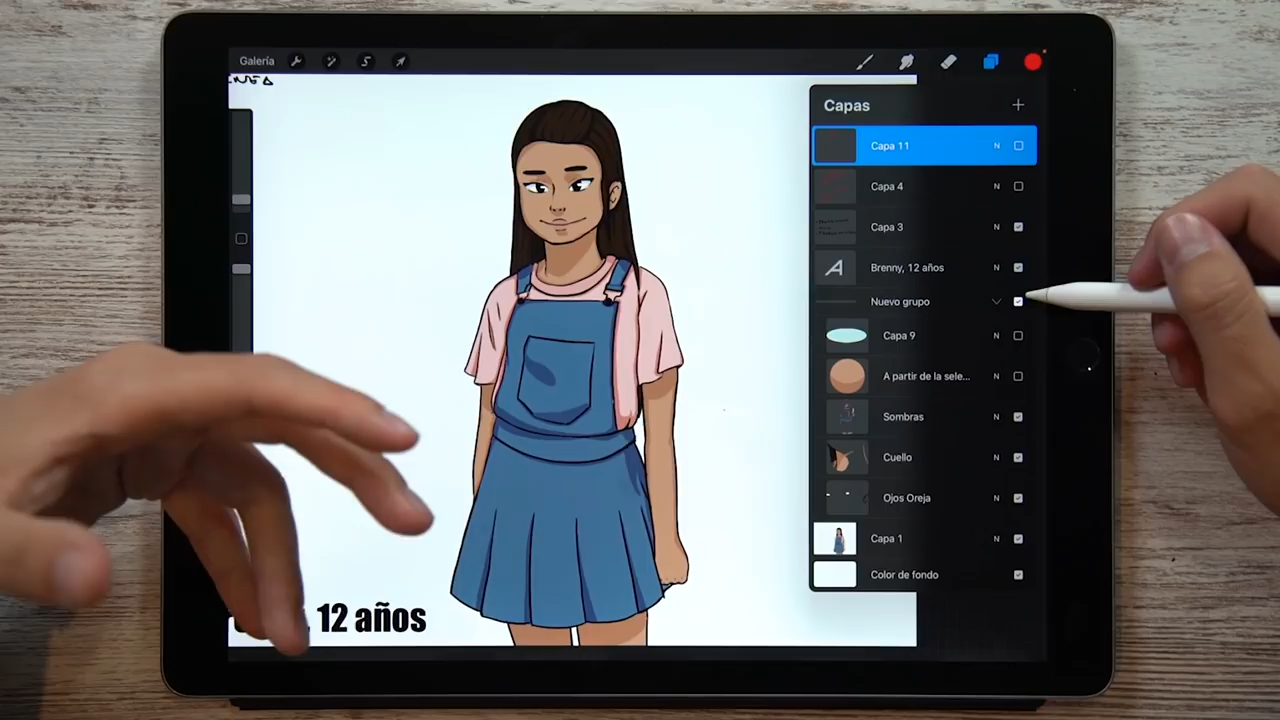 Galería
Capas
Capa 11 N
Capa 4 N
Capa 3 N
Brenny, 12 años N
Nuevo grupo
Capa 9 N
A partir de la sele... N
Sombras N
Cuello N
Ojos Oreja N
Capa 1 N
Color de fondo
, 12 años